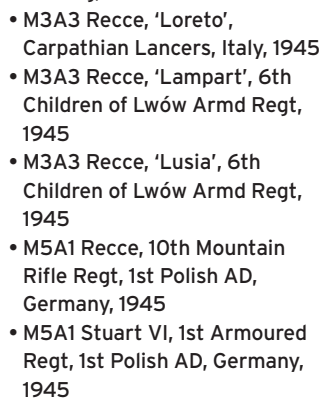 • M3A3 Recce, ‘Loreto’,
Carpathian Lancers, Italy, 1945
• M3A3 Recce, ‘Lampart’, 6th
Children of Lwów Armd Regt,
1945
• M3A3 Recce, ‘Lusia’, 6th
Children of Lwów Armd Regt,
1945
• M5A1 Recce, 10th Mountain
Rifle Regt, 1st Polish AD,
Germany, 1945
• M5A1 Stuart VI, 1st Armoured
Regt, 1st Polish AD, Germany,
1945